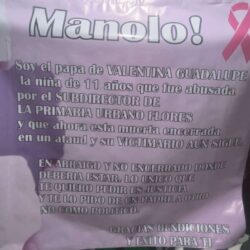 Manolo!
Soy el papa de VALENTINA GUADALUPE
la niña de 11 años que fue abusada
por el SUBDIRECTOR DE
LA PRIMARIA URBANO FLORES
y que ahora esta muerta encerrada
en un ataud y su VICTIMARIO AUN SIGUE
EN ARRAIGA Y NO ENCERRADO DONDE
DEBERIA ESTAR. LO UNICO QUE
TE QUIERO PEDIR ES JUSTICIA
Y TE LO PIDO DE UN PADRE A OTRO
NO COMO POLITICO
GRACIAS BENDICIONES
Y EXITO PARA TI